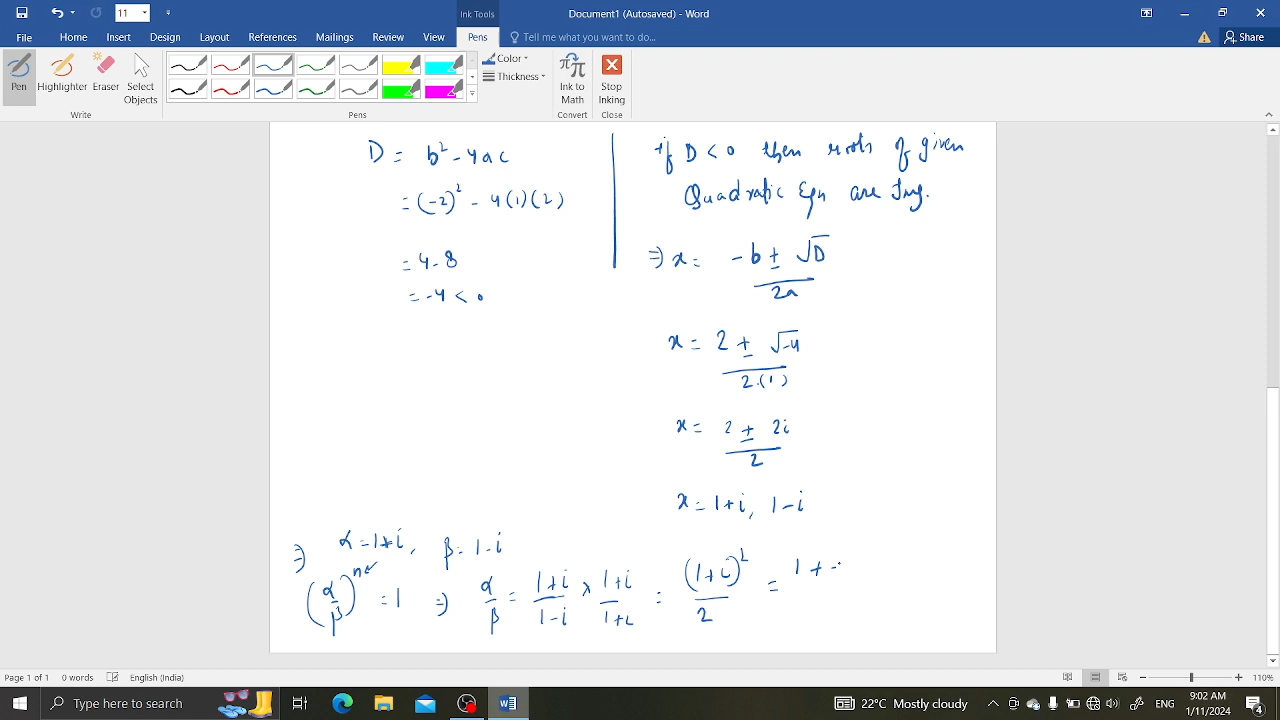 Ink Tools
Document1 (Autosaved) - Word
11
File Home Insert Draw Design Layout References Mailings Review View Pens Tell me what you want to do... Share
Pen Highlighter Eraser Select Objects
Color
Thickness
Ink to Math
Stop Inking
Write Pens Convert Close
D = b² - 4ac
= (-2)² - 4(1)(2)
= 4-8
= -4 < 0
if D < 0 then roots of given
Quadratic Eqn are Img.
⇒ x = -b ± √D / 2a
x = 2 ± √-4 / 2·(1)
x = 2 ± 2i / 2
x = 1+i, 1-i
⇒ α = 1+i, β = 1-i
(α/β)^n = 1 ⇒ α/β = 1+i/1-i × 1+i/1+i = (1+i)²/2 = 1 +
Page 1 of 1 0 words English (India) 110%
Type here to search 22°C Mostly cloudy ENG 9:02 AM
1/11/2024